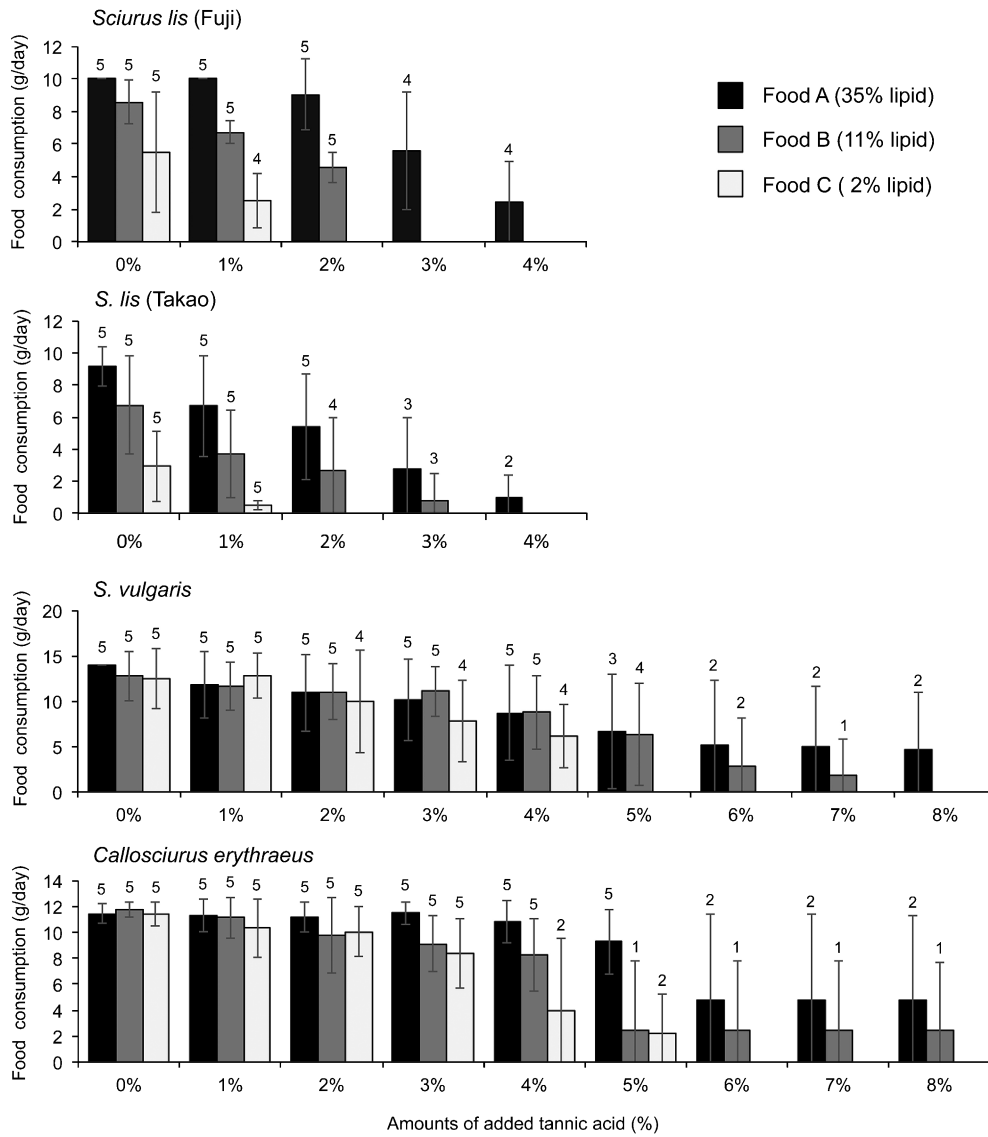 Sciurus lis (Fuji)
Food consumption (g/day)
12
10
8
6
4
2
0
5 5 5 5 5 4 5 5 4 4
0% 1% 2% 3% 4%
Food A (35% lipid)
Food B (11% lipid)
Food C ( 2% lipid)
S. lis (Takao)
Food consumption (g/day)
12
10
8
6
4
2
0
5 5 5 5 5 5 5 4 3 3 2
0% 1% 2% 3% 4%
S. vulgaris
Food consumption (g/day)
20
15
10
5
0
5 5 5 5 5 5 5 5 4 5 5 4 5 5 4 3 4 2 2 2 1 2
0% 1% 2% 3% 4% 5% 6% 7% 8%
Callosciurus erythraeus
Food consumption (g/day)
14
12
10
8
6
4
2
0
5 5 5 5 5 5 5 5 5 5 5 5 5 5 2 5 1 2 2 1 2 1 2 1
0% 1% 2% 3% 4% 5% 6% 7% 8%
Amounts of added tannic acid (%)